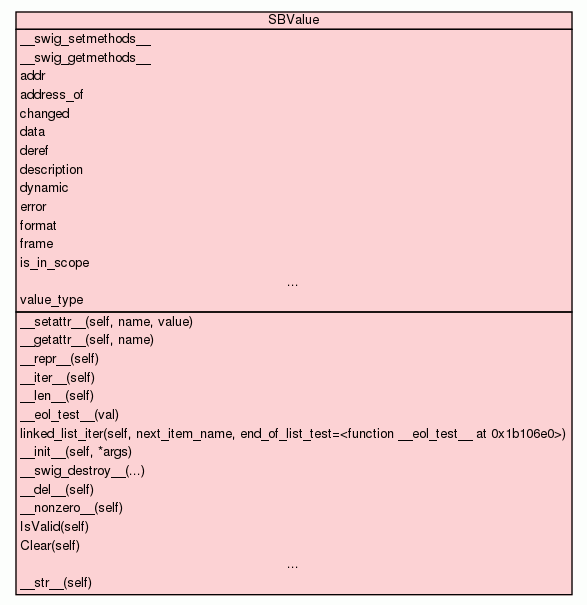 SBValue
__swig_setmethods__
__swig_getmethods__
addr
address_of
changed
data
deref
description
dynamic
error
format
frame
is_in_scope
...
value_type
__setattr__(self, name, value)
__getattr__(self, name)
__repr__(self)
__iter__(self)
__len__(self)
__eol_test__(val)
linked_list_iter(self, next_item_name, end_of_list_test=<function __eol_test__ at 0x1b106e0>)
__init__(self, *args)
__swig_destroy__(...)
__del__(self)
__nonzero__(self)
IsValid(self)
Clear(self)
...
__str__(self)